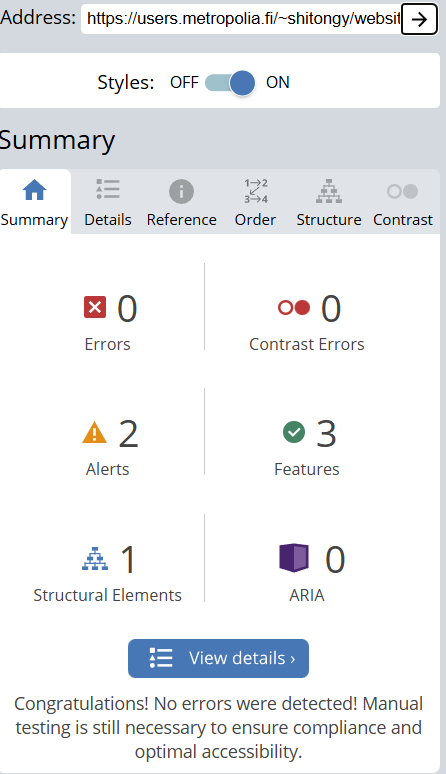 Address: https://users.metropolia.fi/~shitongy/websit
Styles: OFF ON
Summary
Summary Details Reference Order Structure Contrast
0 0
Errors Contrast Errors
2 3
Alerts Features
1 0
Structural Elements ARIA
View details ›
Congratulations! No errors were detected! Manual
testing is still necessary to ensure compliance and
optimal accessibility.